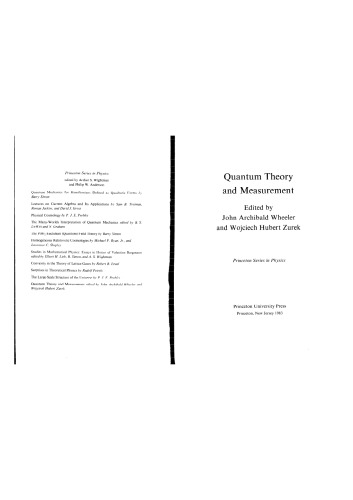 Princeton Series in Physics
edited by Arthur S. Wightman
and Philip W. Anderson
Quantum Mechanics for Hamiltonians Defined as Quadratic Forms by
Barry Simon
Lectures on Current Algebra and Its Applications by Sam B. Treiman,
Roman Jackiw, and David J. Gross
Physical Cosmology by P. J. E. Peebles
The Many-Worlds Interpretation of Quantum Mechanics edited by B. S.
DeWitt and N. Graham
The P(Φ)₂ Euclidean (Quantum) Field Theory by Barry Simon
Homogeneous Relativistic Cosmologies by Michael P. Ryan, Jr., and
Lawrence C. Shepley
Studies in Mathematical Physics: Essays in Honor of Valentine Bargmann
edited by Elliott H. Lieb, B. Simon, and A. S. Wightman
Convexity in the Theory of Lattice Gases by Robert B. Israel
Surprises in Theoretical Physics by Rudolf Peierls
The Large-Scale Structure of the Universe by P. J. E. Peebles
Quantum Theory and Measurement edited by John Archibald Wheeler and
Wojciech Hubert Zurek
Quantum Theory
and Measurement
Edited by
John Archibald Wheeler
and Wojciech Hubert Zurek
Princeton Series in Physics
Princeton University Press
Princeton, New Jersey 1983